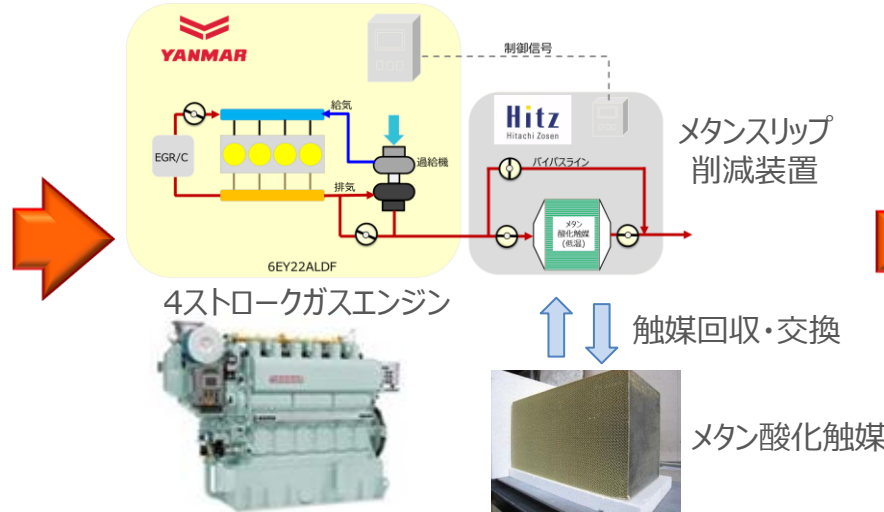 YANMAR
制御信号
給気
Hitz
Hitachi Zosen
メタンスリップ
削減装置
EGR/C
過給機
バイパスライン
排気
メタン
酸化触媒
(低温)
6EY22ALDF
4ストロークガスエンジン
触媒回収・交換
YANMAR
メタン酸化触媒